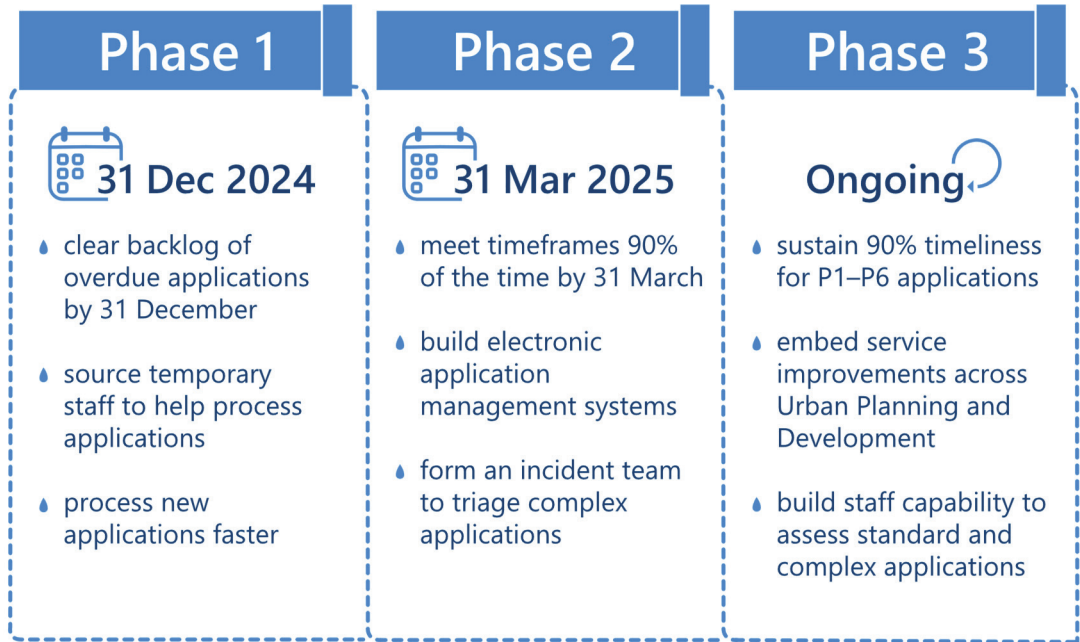 Phase 1
31 Dec 2024
clear backlog of
overdue applications
by 31 December
source temporary
staff to help process
applications
process new
applications faster
Phase 2
31 Mar 2025
meet timeframes 90%
of the time by 31 March
build electronic
application
management systems
form an incident team
to triage complex
applications
Phase 3
Ongoing
sustain 90% timeliness
for P1–P6 applications
embed service
improvements across
Urban Planning and
Development
build staff capability to
assess standard and
complex applications